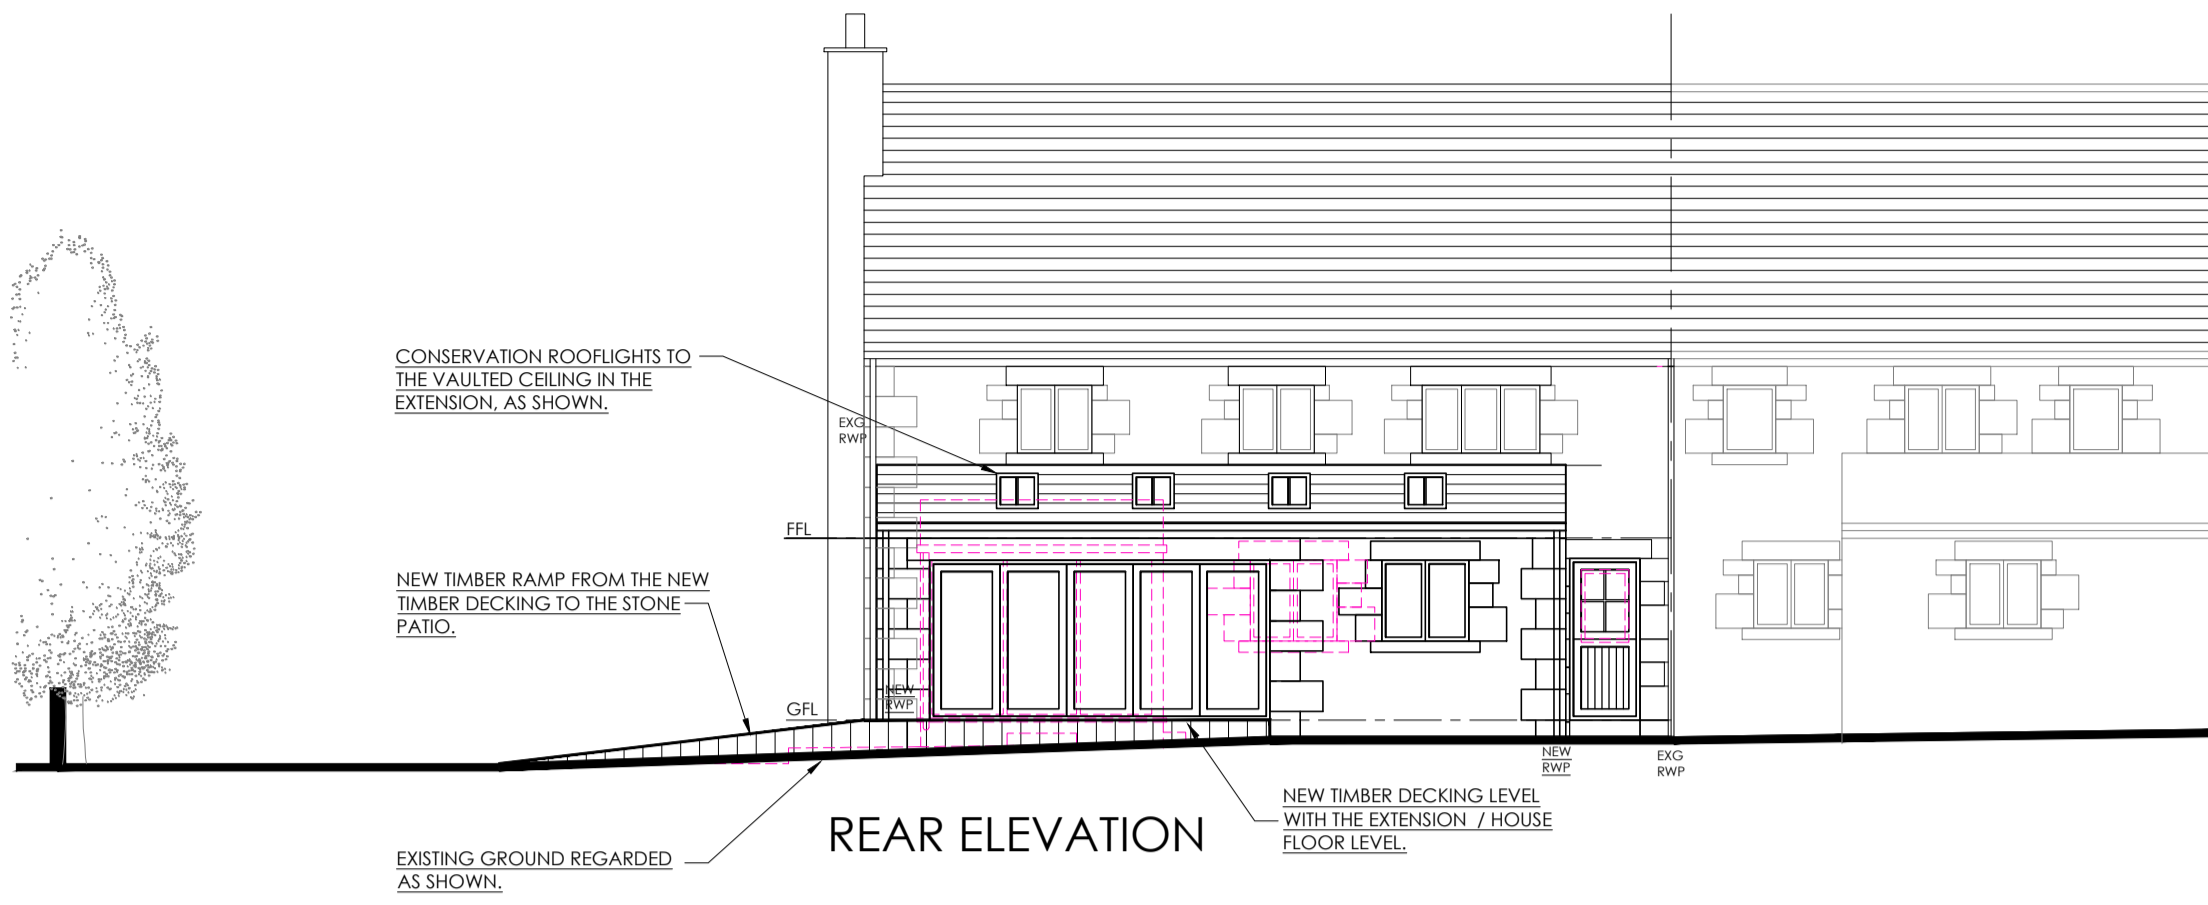 CONSERVATION ROOFLIGHTS TO
THE VAULTED CEILING IN THE
EXTENSION, AS SHOWN.
EXG
RWP
FFL
NEW TIMBER RAMP FROM THE NEW
TIMBER DECKING TO THE STONE
PATIO.
NEW
RWP
GFL
NEW
RWP
EXG
RWP
NEW TIMBER DECKING LEVEL
WITH THE EXTENSION / HOUSE
FLOOR LEVEL.
REAR ELEVATION
EXISTING GROUND REGARDED
AS SHOWN.